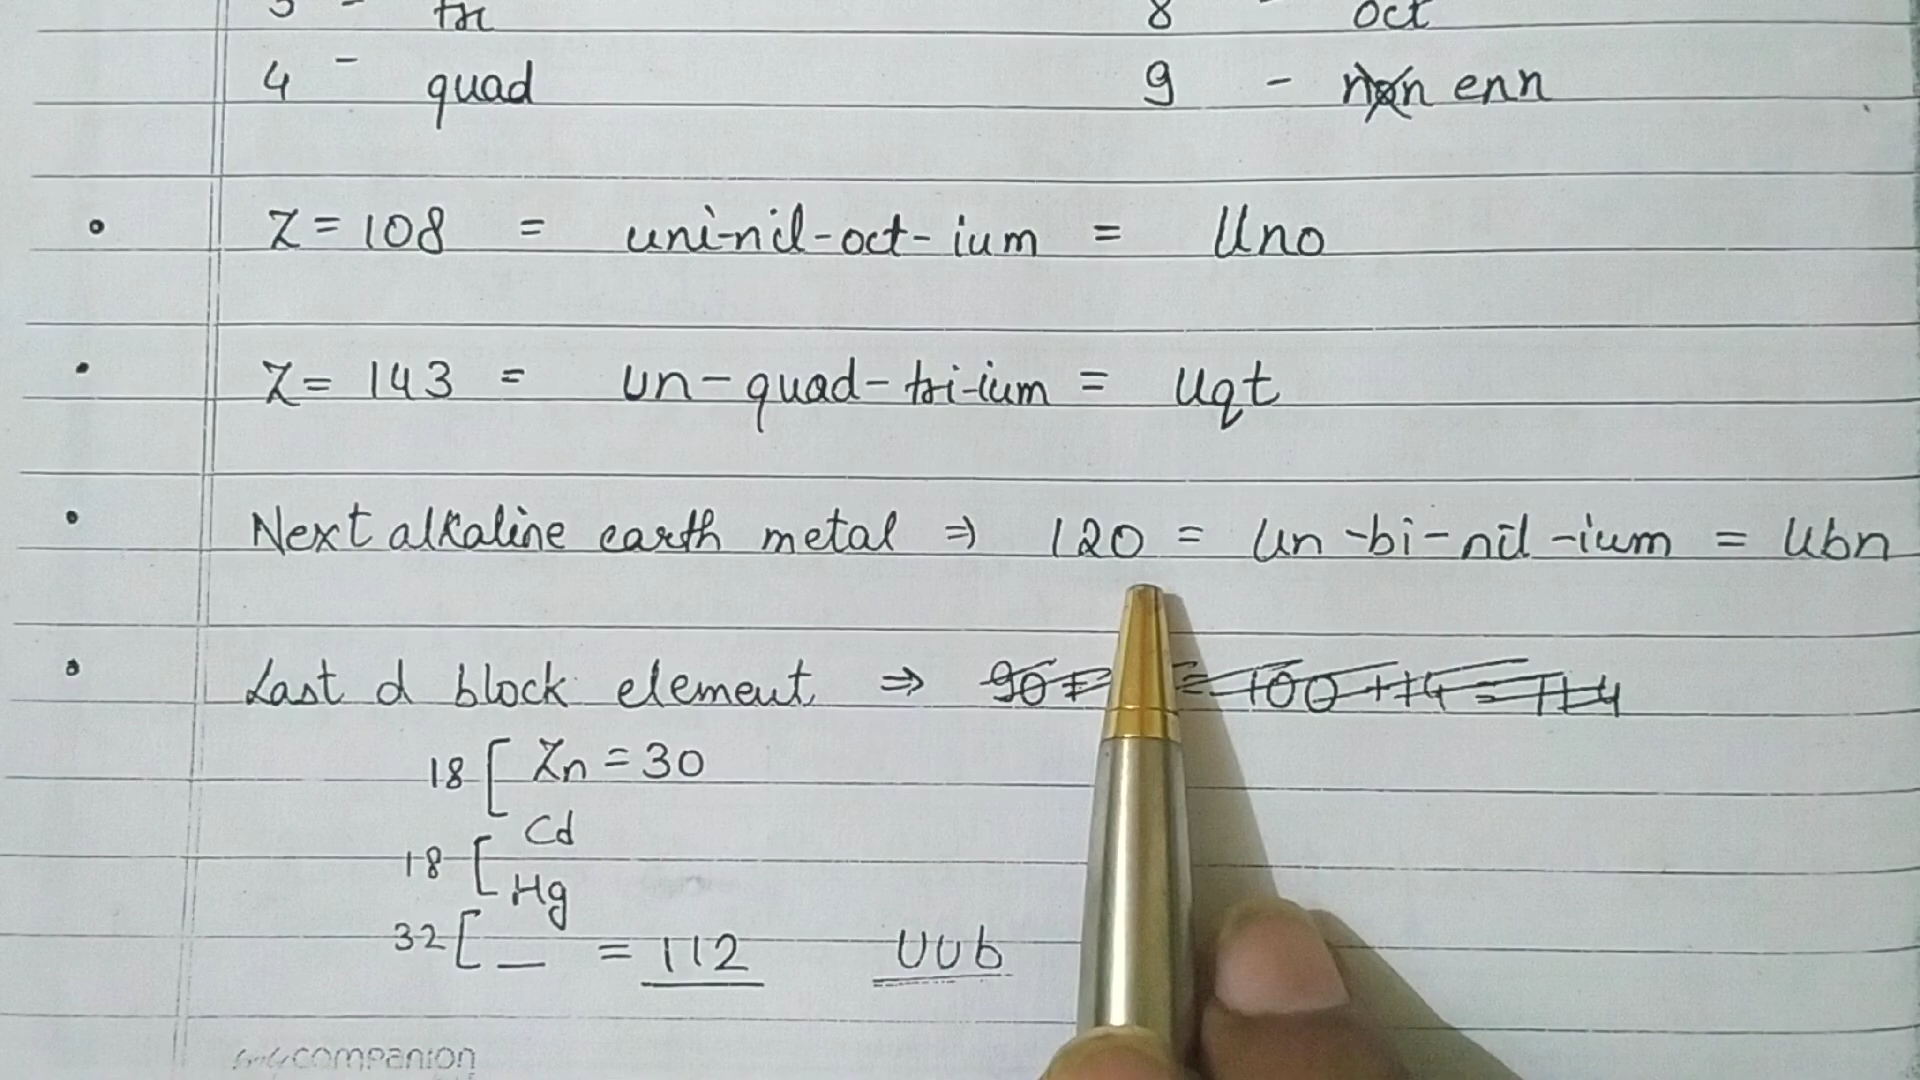 3 - tri 8 - oct
4 - quad 9 - non enn
• Z = 108 = uni-nil-oct-ium = Uno
• Z = 143 = un-quad-tri-ium = Uqt
• Next alkaline earth metal ⇒ 120 = Un-bi-nil-ium = Ubn
• Last d block element ⇒ = 100 + 14 = 114
18 [ Zn = 30
Cd
18 [
Hg
32 [ _ = 112 UUb
companion